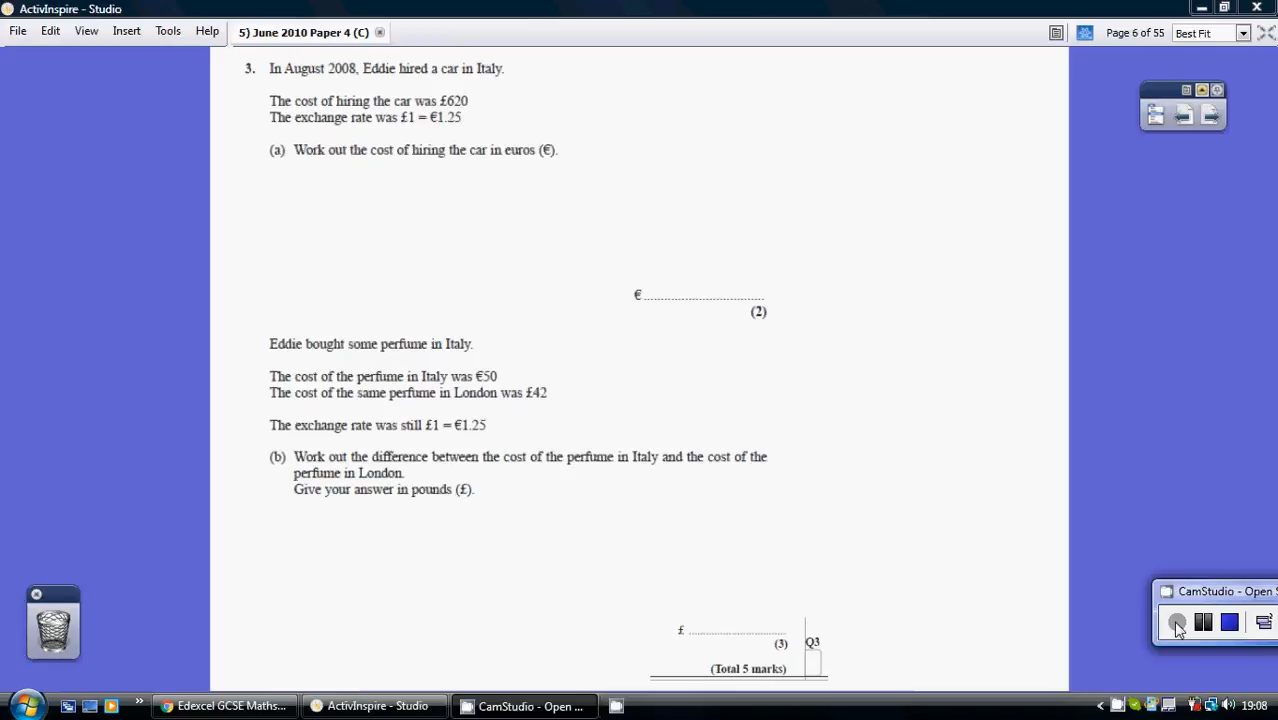 ActivInspire - Studio
File Edit View Insert Tools Help
5) June 2010 Paper 4 (C)
Page 6 of 55
Best Fit
3. In August 2008, Eddie hired a car in Italy.
The cost of hiring the car was £620
The exchange rate was £1 = €1.25
(a) Work out the cost of hiring the car in euros (€).
€ ..........................................
(2)
Eddie bought some perfume in Italy.
The cost of the perfume in Italy was €50
The cost of the same perfume in London was £42
The exchange rate was still £1 = €1.25
(b) Work out the difference between the cost of the perfume in Italy and the cost of the
perfume in London.
Give your answer in pounds (£).
CamStudio - Open S
£ ..................................
(3)
Q3
(Total 5 marks)
Edexcel GCSE Maths...
ActivInspire - Studio
CamStudio - Open ...
19:08